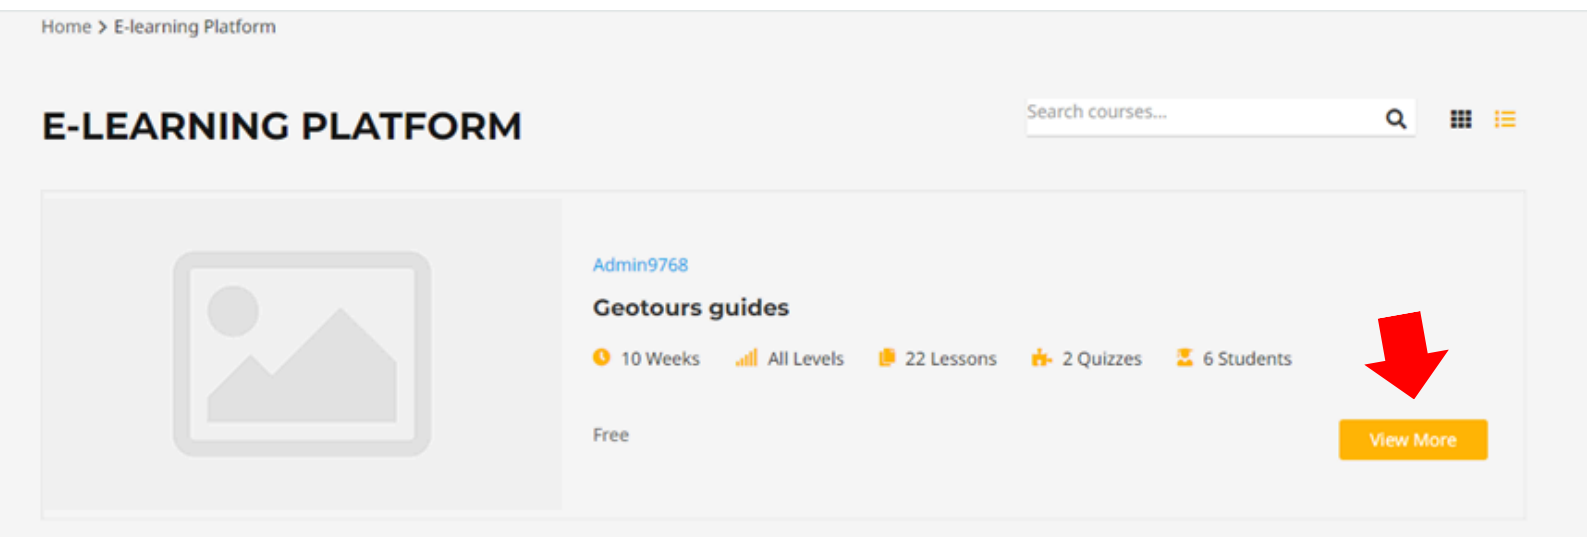 Home > E-learning Platform
E-LEARNING PLATFORM
Search courses...
Admin9768
Geotours guides
10 Weeks All Levels 22 Lessons 2 Quizzes 6 Students
Free
View More